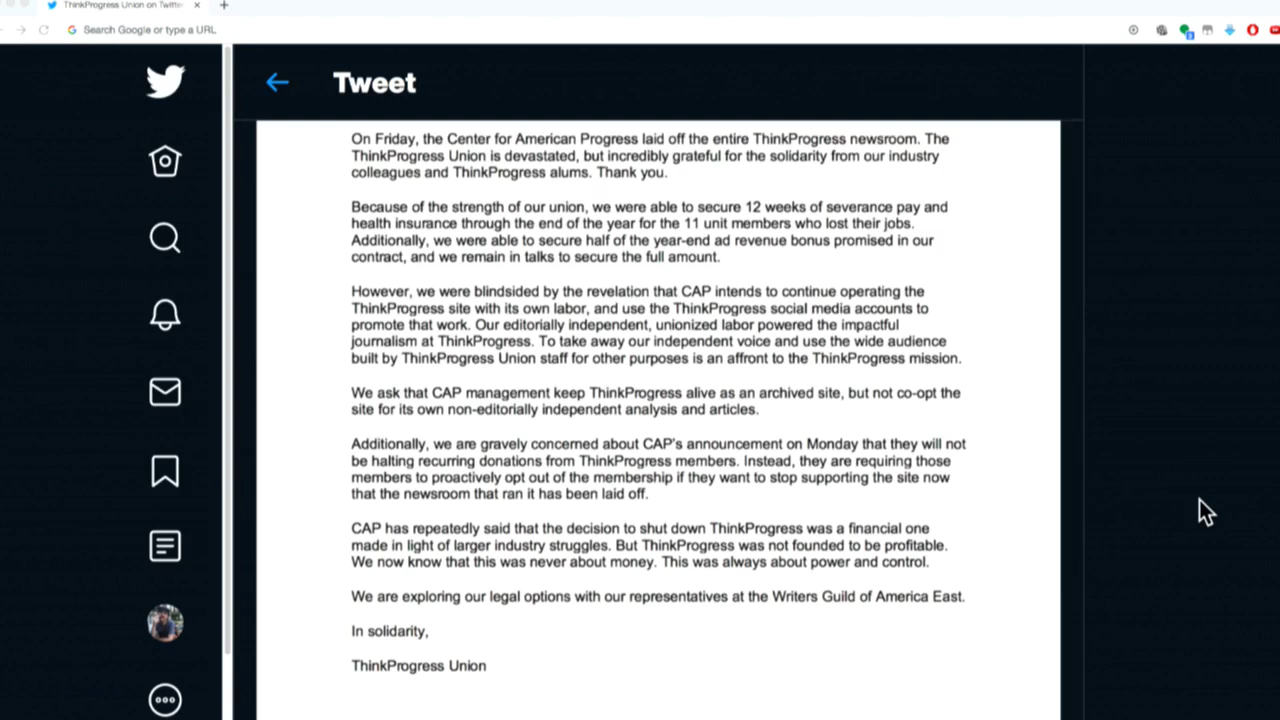 ThinkProgress Union on Twitter
Search Google or type a URL
Tweet
On Friday, the Center for American Progress laid off the entire ThinkProgress newsroom. The
ThinkProgress Union is devastated, but incredibly grateful for the solidarity from our industry
colleagues and ThinkProgress alums. Thank you.
Because of the strength of our union, we were able to secure 12 weeks of severance pay and
health insurance through the end of the year for the 11 unit members who lost their jobs.
Additionally, we were able to secure half of the year-end ad revenue bonus promised in our
contract, and we remain in talks to secure the full amount.
However, we were blindsided by the revelation that CAP intends to continue operating the
ThinkProgress site with its own labor, and use the ThinkProgress social media accounts to
promote that work. Our editorially independent, unionized labor powered the impactful
journalism at ThinkProgress. To take away our independent voice and use the wide audience
built by ThinkProgress Union staff for other purposes is an affront to the ThinkProgress mission.
We ask that CAP management keep ThinkProgress alive as an archived site, but not co-opt the
site for its own non-editorially independent analysis and articles.
Additionally, we are gravely concerned about CAP's announcement on Monday that they will not
be halting recurring donations from ThinkProgress members. Instead, they are requiring those
members to proactively opt out of the membership if they want to stop supporting the site now
that the newsroom that ran it has been laid off.
CAP has repeatedly said that the decision to shut down ThinkProgress was a financial one
made in light of larger industry struggles. But ThinkProgress was not founded to be profitable.
We now know that this was never about money. This was always about power and control.
We are exploring our legal options with our representatives at the Writers Guild of America East.
In solidarity,
ThinkProgress Union